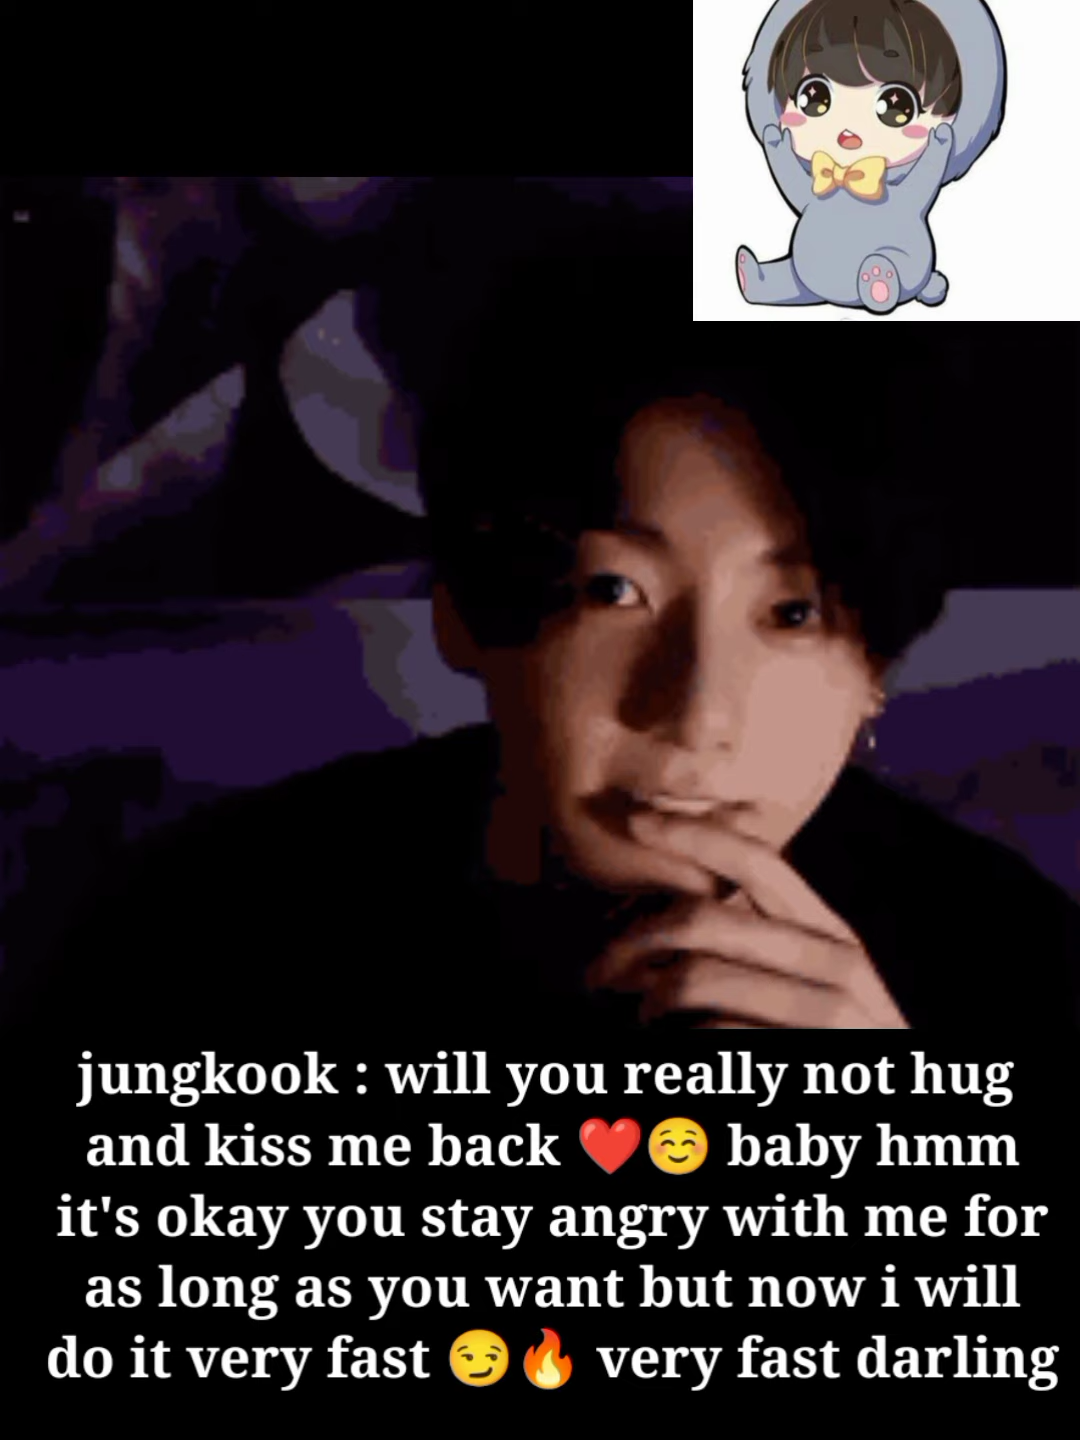 jungkook : will you really not hug
and kiss me back ❤️☺️ baby hmm
it's okay you stay angry with me for
as long as you want but now i will
do it very fast 😏🔥 very fast darling